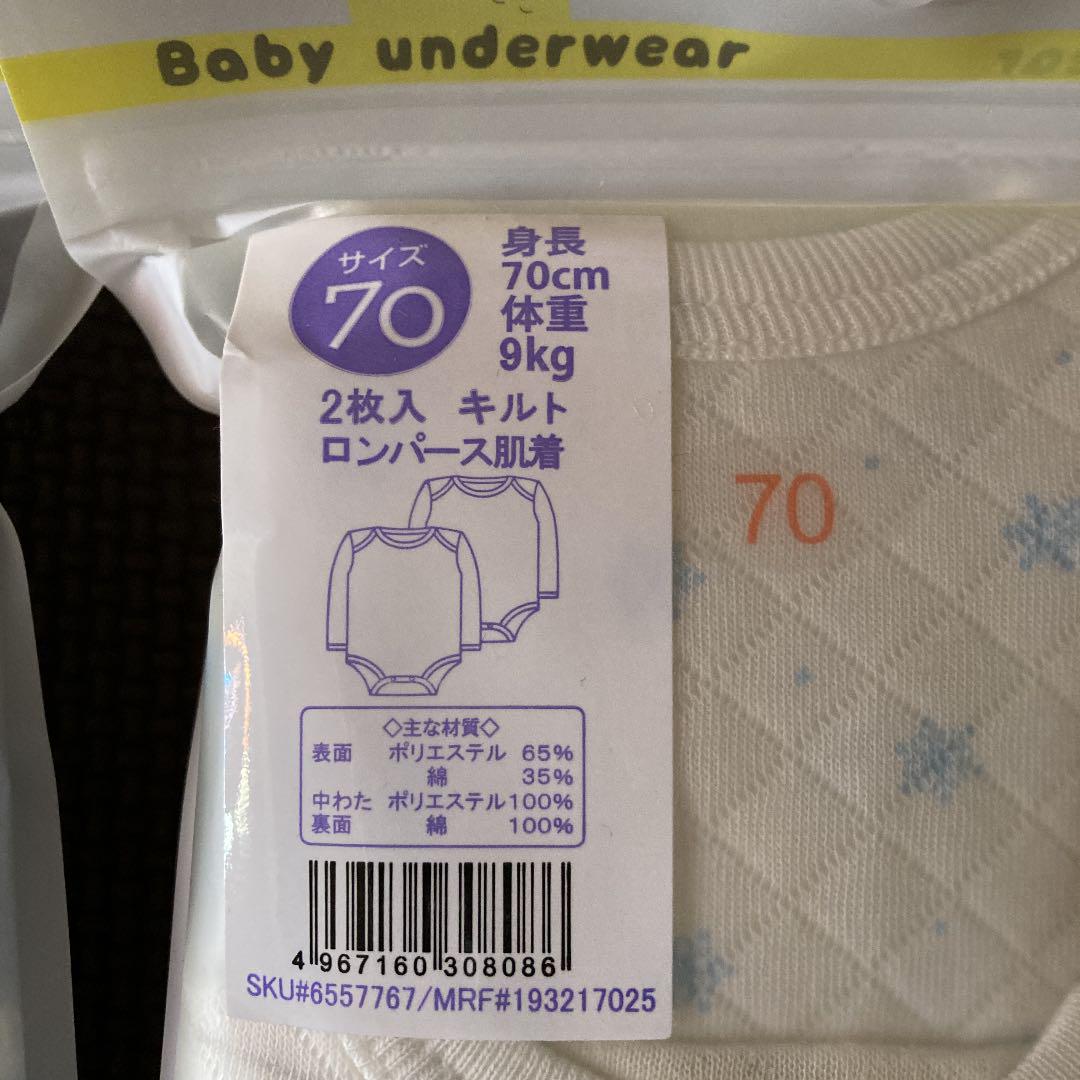 Baby underwear
サイズ
70
身長
70cm
体重
9kg
2枚入 キルト
ロンパース肌着
70
◇主な材質◇
表面 ポリエステル 65%
綿 35%
中わた ポリエステル 100%
裏面 綿 100%
4 967160 308086
SKU#6557767/MRF#193217025